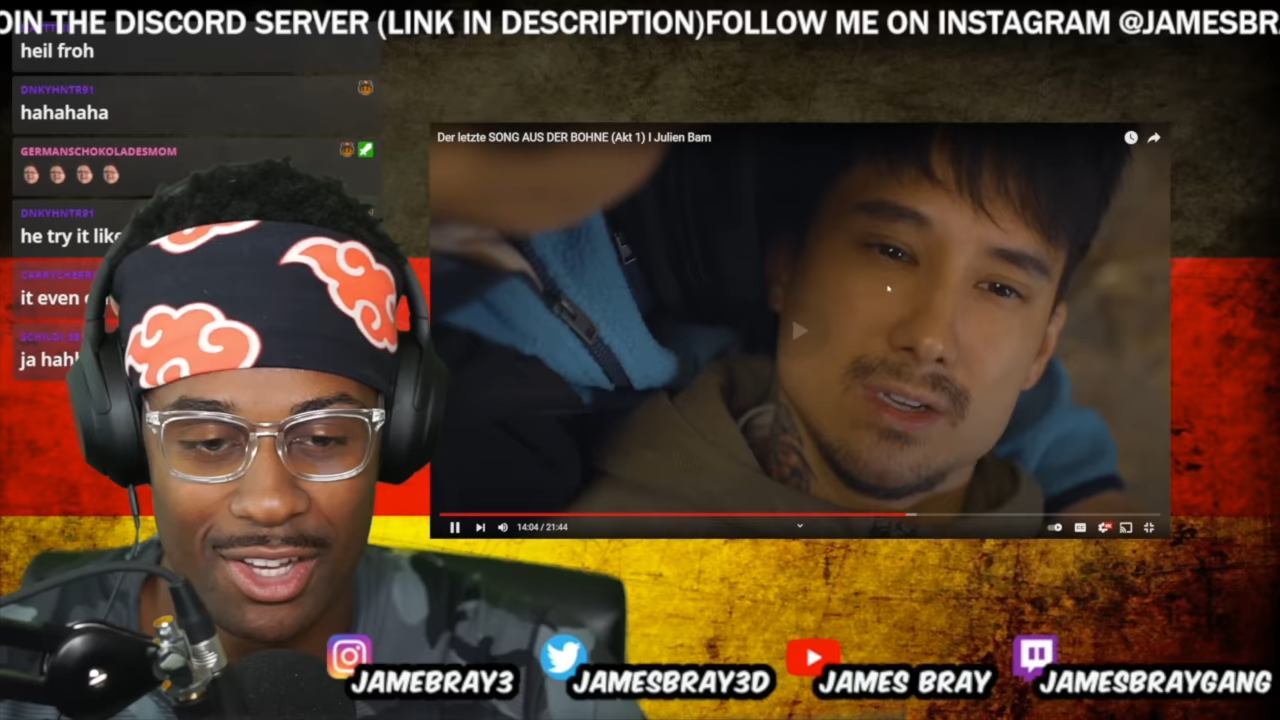 OIN THE DISCORD SERVER (LINK IN DESCRIPTION)FOLLOW ME ON INSTAGRAM @JAMESBRA
heil froh
DNKYHNTR91
hahahaha
GERMANSCHOKOLADESMOM
DNKYHNTR91
he try it like
it even
ja hah
Der letzte SONG AUS DER BOHNE (Akt 1) I Julien Bam
14:04 / 21:44
JAMEBRAY3
JAMESBRAY3D
JAMES BRAY
JAMESBRAYGANG